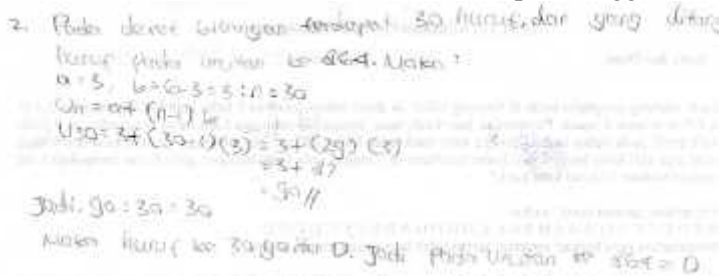 2. Pada deret bilangan terdapat 30 huruf, dan yang ditany
huruf pada urutan ke 864. Maka:
a = 3, b = 6-3 = 3 ; n = 30
Un = a + (n-1) b
U30 = 3 + (30-1) (3) = 3 + (29) (3)
= 3 + 87
= 90 //
Jadi. 90 : 30 = 30
Maka huruf ke 30 yaitu D. Jadi pada urutan ke 864 = D